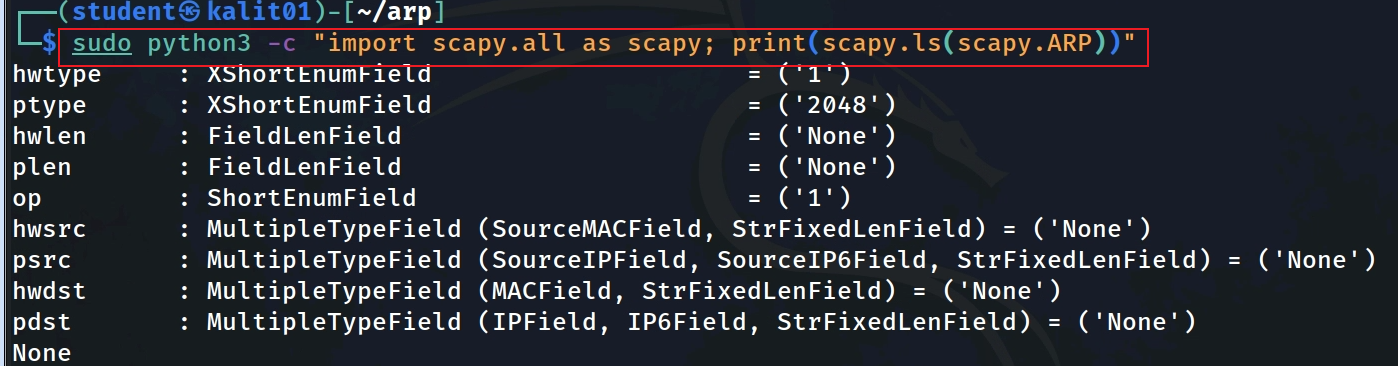 ┌──(student㉿kalit01)-[~/arp]
└─$ sudo python3 -c "import scapy.all as scapy; print(scapy.ls(scapy.ARP))"
hwtype     : XShortEnumField                     = ('1')
ptype      : XShortEnumField                     = ('2048')
hwlen      : FieldLenField                       = ('None')
plen       : FieldLenField                       = ('None')
op         : ShortEnumField                      = ('1')
hwsrc      : MultipleTypeField (SourceMACField, StrFixedLenField) = ('None')
psrc       : MultipleTypeField (SourceIPField, SourceIP6Field, StrFixedLenField) = ('None')
hwdst      : MultipleTypeField (MACField, StrFixedLenField) = ('None')
pdst       : MultipleTypeField (IPField, IP6Field, StrFixedLenField) = ('None')
None